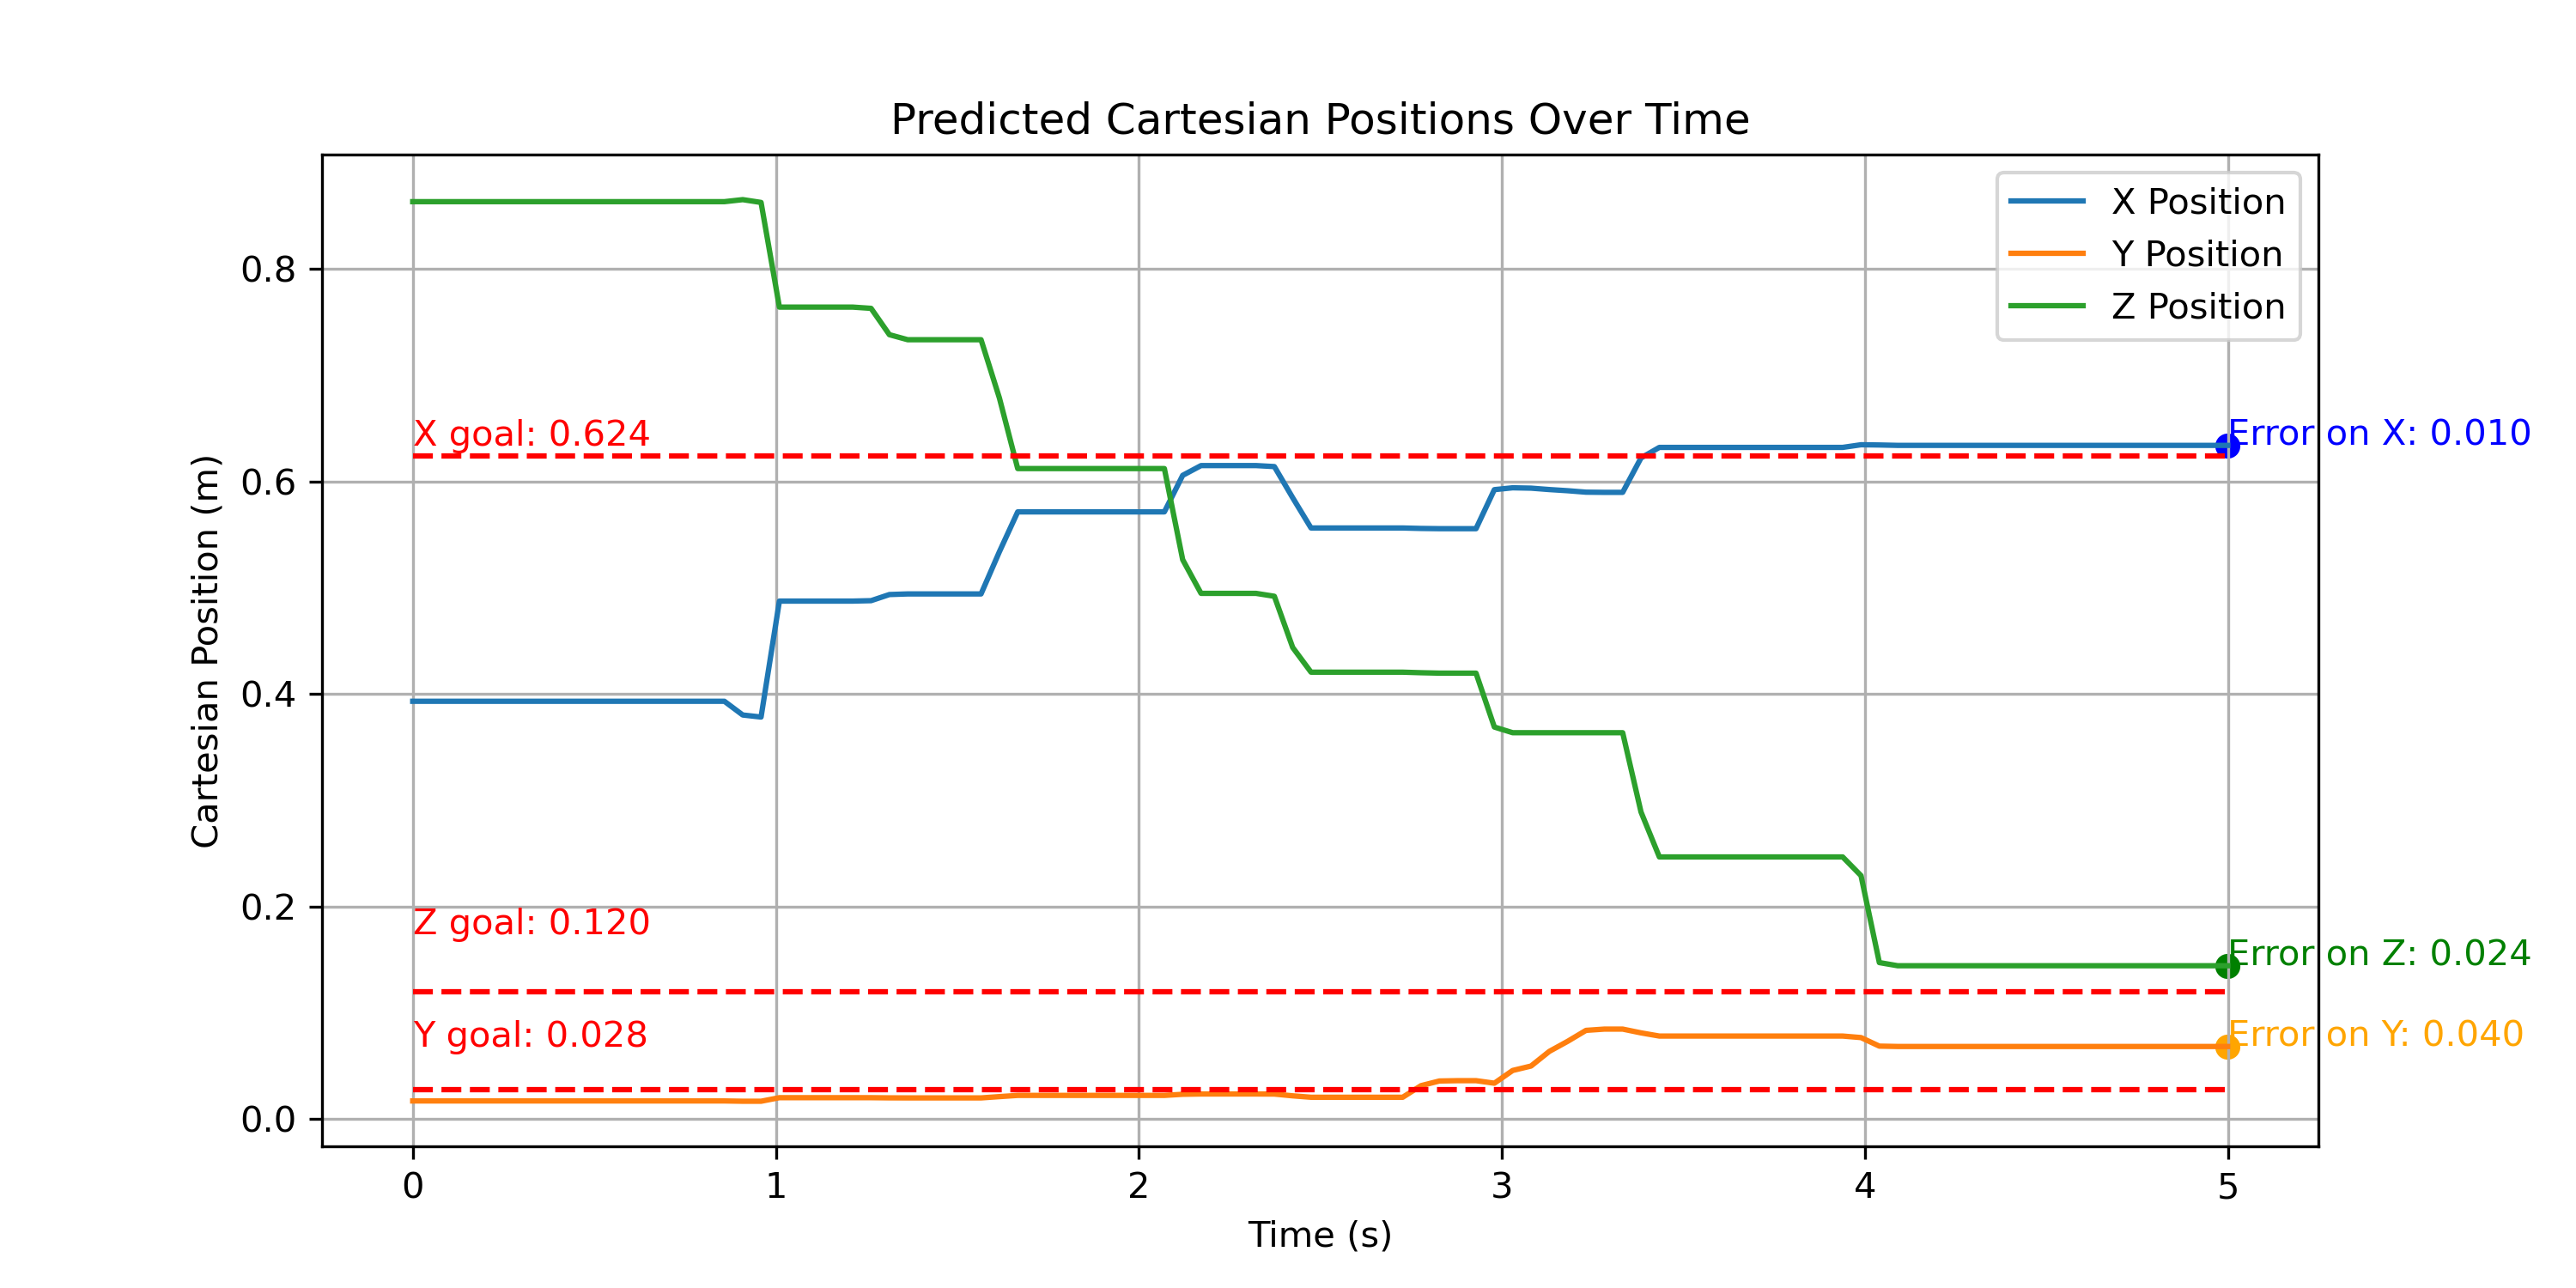 Predicted Cartesian Positions Over Time
X Position
Y Position
Z Position
Cartesian Position (m)
0.8
0.6
0.4
0.2
0.0
X goal: 0.624
Error on X: 0.010
Z goal: 0.120
Error on Z: 0.024
Y goal: 0.028
Error on Y: 0.040
0 1 2 3 4 5
Time (s)